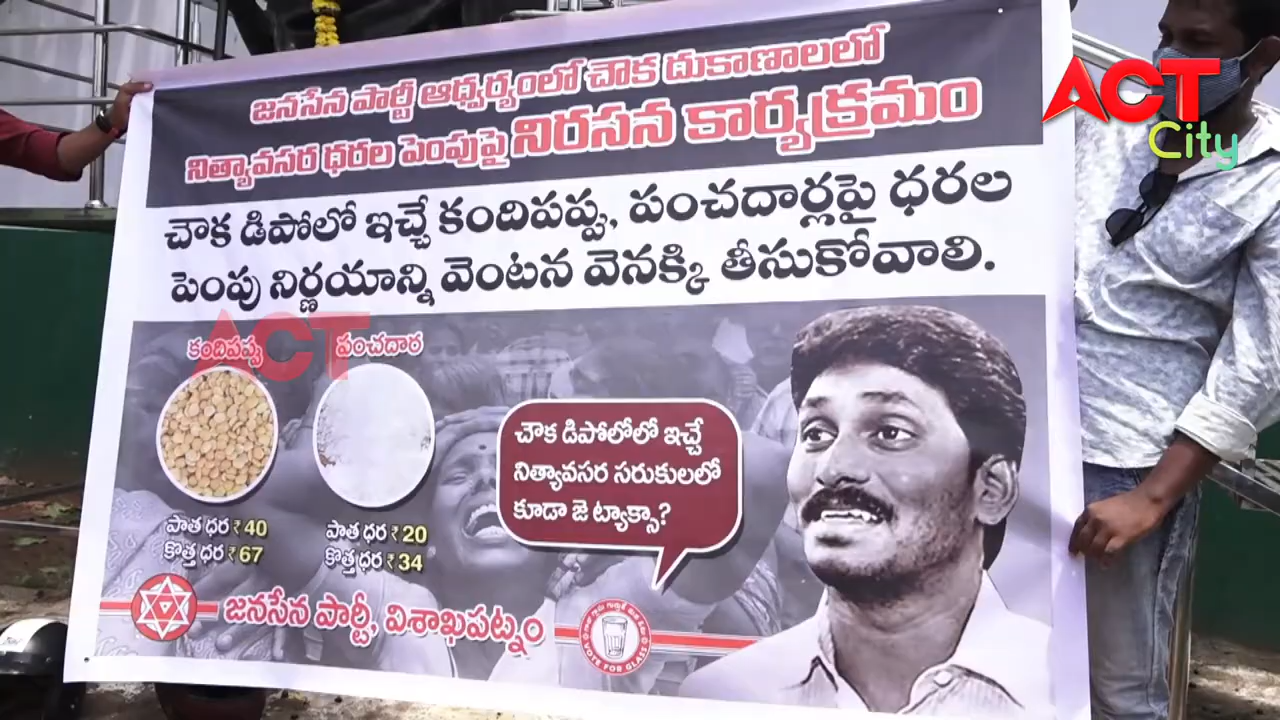 జనసేన పార్టీ ఆధ్వర్యంలో చౌక దుకాణాలలో
నిత్యావసర ధరల పెంపుపై నిరసన కార్యక్రమం
చౌక డిపోలో ఇచ్చే కందిపప్పు, పంచదార్లపై ధరల
పెంపు నిర్ణయాన్ని వెంటన వెనక్కి తీసుకోవాలి.
ACT
City
ACT
కందిపప్పు
పంచదార
చౌక డిపోలోలో ఇచ్చే
నిత్యావసర సరుకులలో
కూడా జె ట్యాక్సా?
పాత ధర ₹ 40
కొత్త ధర ₹ 67
పాత ధర ₹ 20
కొత్త ధర ₹ 34
జనసేన పార్టీ, విశాఖపట్నం
VOTE FOR GLASS